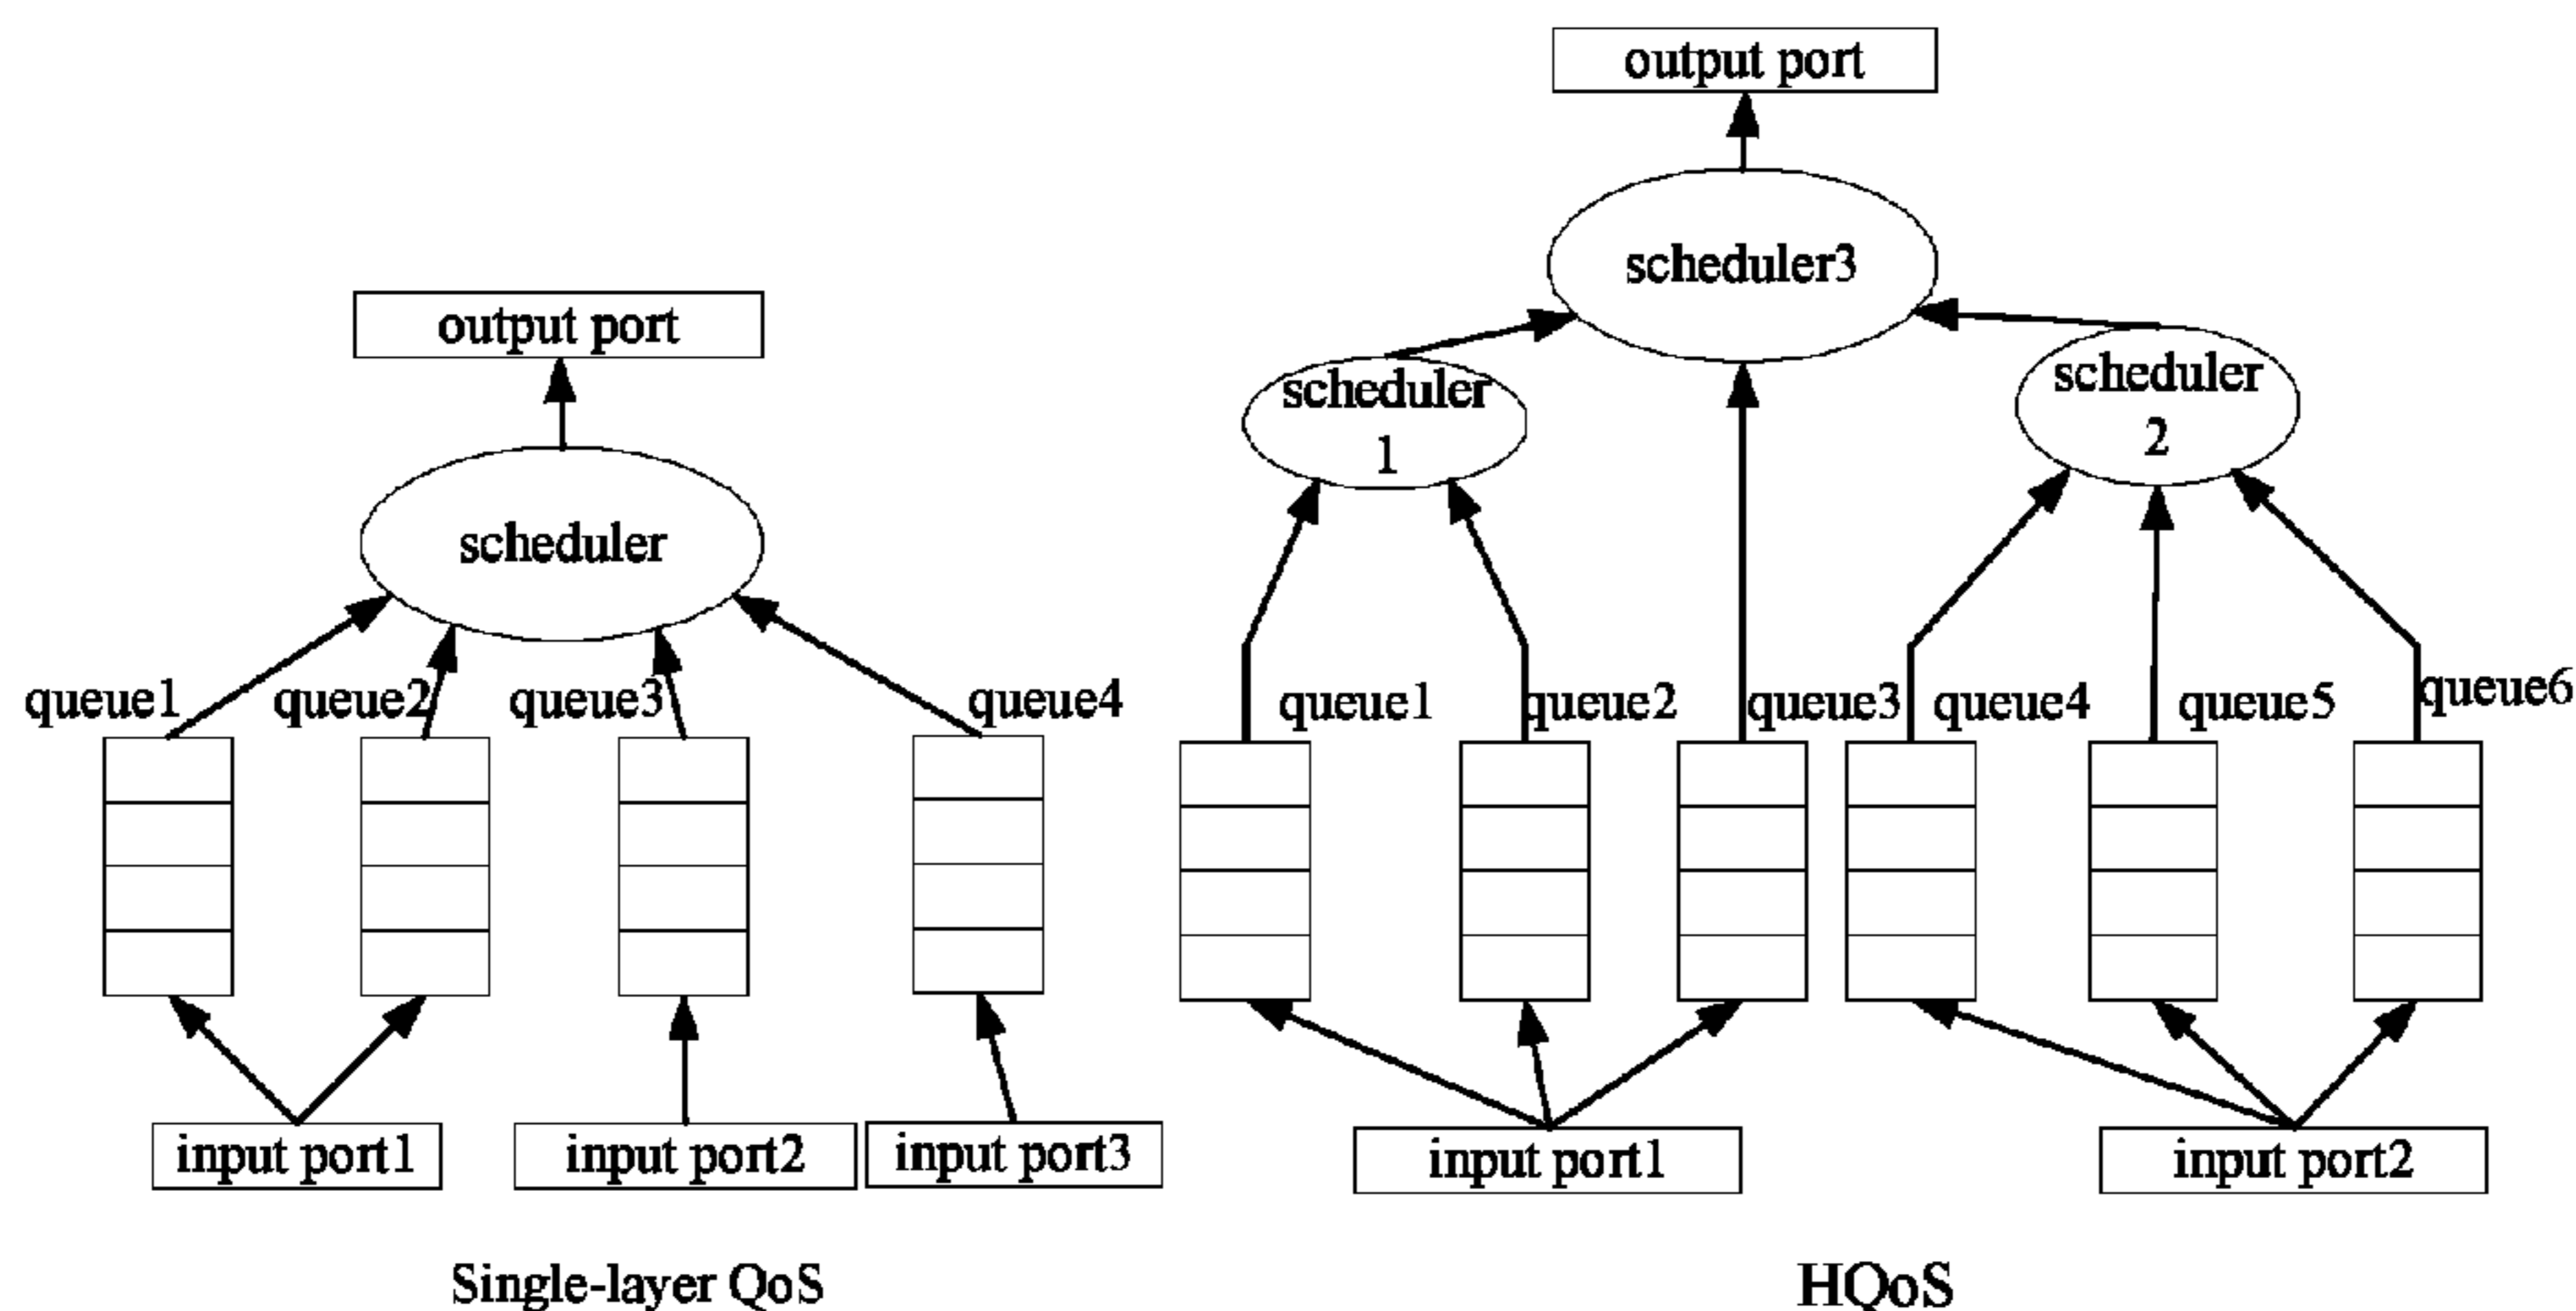 output port
scheduler
queue1
queue2
queue3
queue4
input port1
input port2
input port3
Single-layer QoS
output port
scheduler3
scheduler
1
scheduler
2
queue1
queue2
queue3
queue4
queue5
queue6
input port1
input port2
HQoS